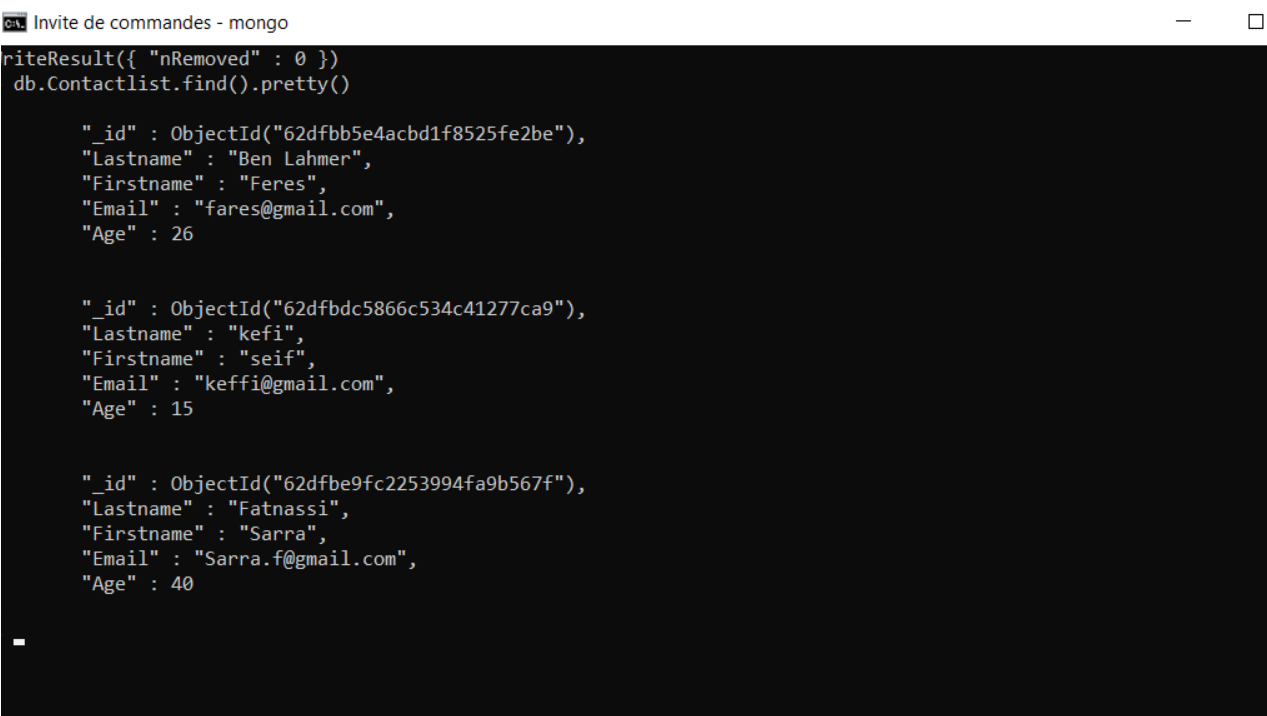 Invite de commandes - mongo
riteResult({ "nRemoved" : 0 })
db.Contactlist.find().pretty()
"_id" : ObjectId("62dfbb5e4acbd1f8525fe2be"),
"Lastname" : "Ben Lahmer",
"Firstname" : "Feres",
"Email" : "fares@gmail.com",
"Age" : 26
"_id" : ObjectId("62dfbdc5866c534c41277ca9"),
"Lastname" : "kefi",
"Firstname" : "seif",
"Email" : "keffi@gmail.com",
"Age" : 15
"_id" : ObjectId("62dfbe9fc2253994fa9b567f"),
"Lastname" : "Fatnassi",
"Firstname" : "Sarra",
"Email" : "Sarra.f@gmail.com",
"Age" : 40